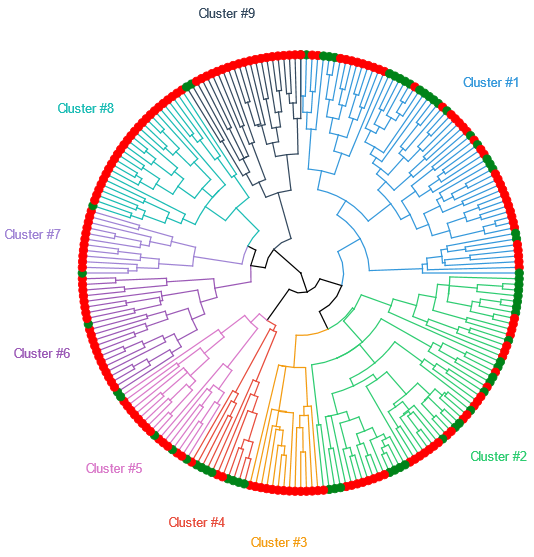 Cluster #9
Cluster #1
Cluster #8
Cluster #7
Cluster #6
Cluster #2
Cluster #5
Cluster #4
Cluster #3